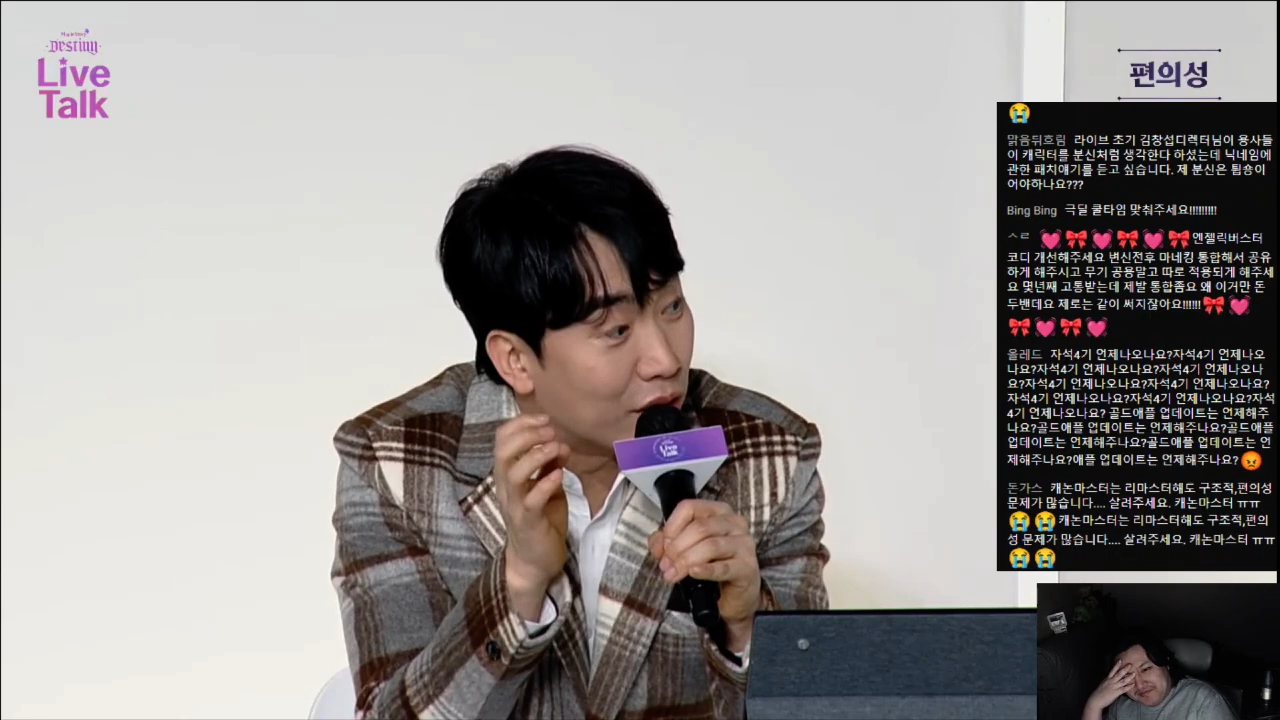 Destiny
Live
Talk
편의성
맑음뒤흐림 라이브 초기 김창섭디렉터님이 용사들
이 캐릭터를 분신처럼 생각한다 하셨는데 닉네임에
관한 패치얘기를 듣고 싶습니다. 제 분신은 튑숑이
어야하나요???
Bing Bing 극딜 쿨타임 맞춰주세요!!!!!!!!!
ㅅㄹ 💓🎀💓🎀💓🎀엔젤릭버스터
코디 개선해주세요 변신전후 마네킹 통합해서 공유
하게 해주시고 무기 공용말고 따로 적용되게 해주세
요 몇년째 고통받는데 제발 통합좀요 왜 이거만 돈
두밴데요 제로는 같이 써지잖아요!!!!!!🎀💓
🎀💓🎀💓
올레드 자석4기 언제나오나요?자석4기 언제나오
나요?자석4기 언제나오나요?자석4기 언제나오나
요?자석4기 언제나오나요?자석4기 언제나오나요?
자석4기 언제나오나요?자석4기 언제나오나요?자석
4기 언제나오나요? 골드애플 업데이트는 언제해주
나요?골드애플 업데이트는 언제해주나요?골드애플
업데이트는 언제해주나요?골드애플 업데이트는 언
제해주나요?애플 업데이트는 언제해주나요?😡
돈가스 캐논마스터는 리마스터해도 구조적,편의성
문제가 많습니다.... 살려주세요. 캐논마스터 ㅠㅠ
😭😭캐논마스터는 리마스터해도 구조적,편의
성 문제가 많습니다.... 살려주세요. 캐논마스터 ㅠㅠ
😭😭
Live
Talk